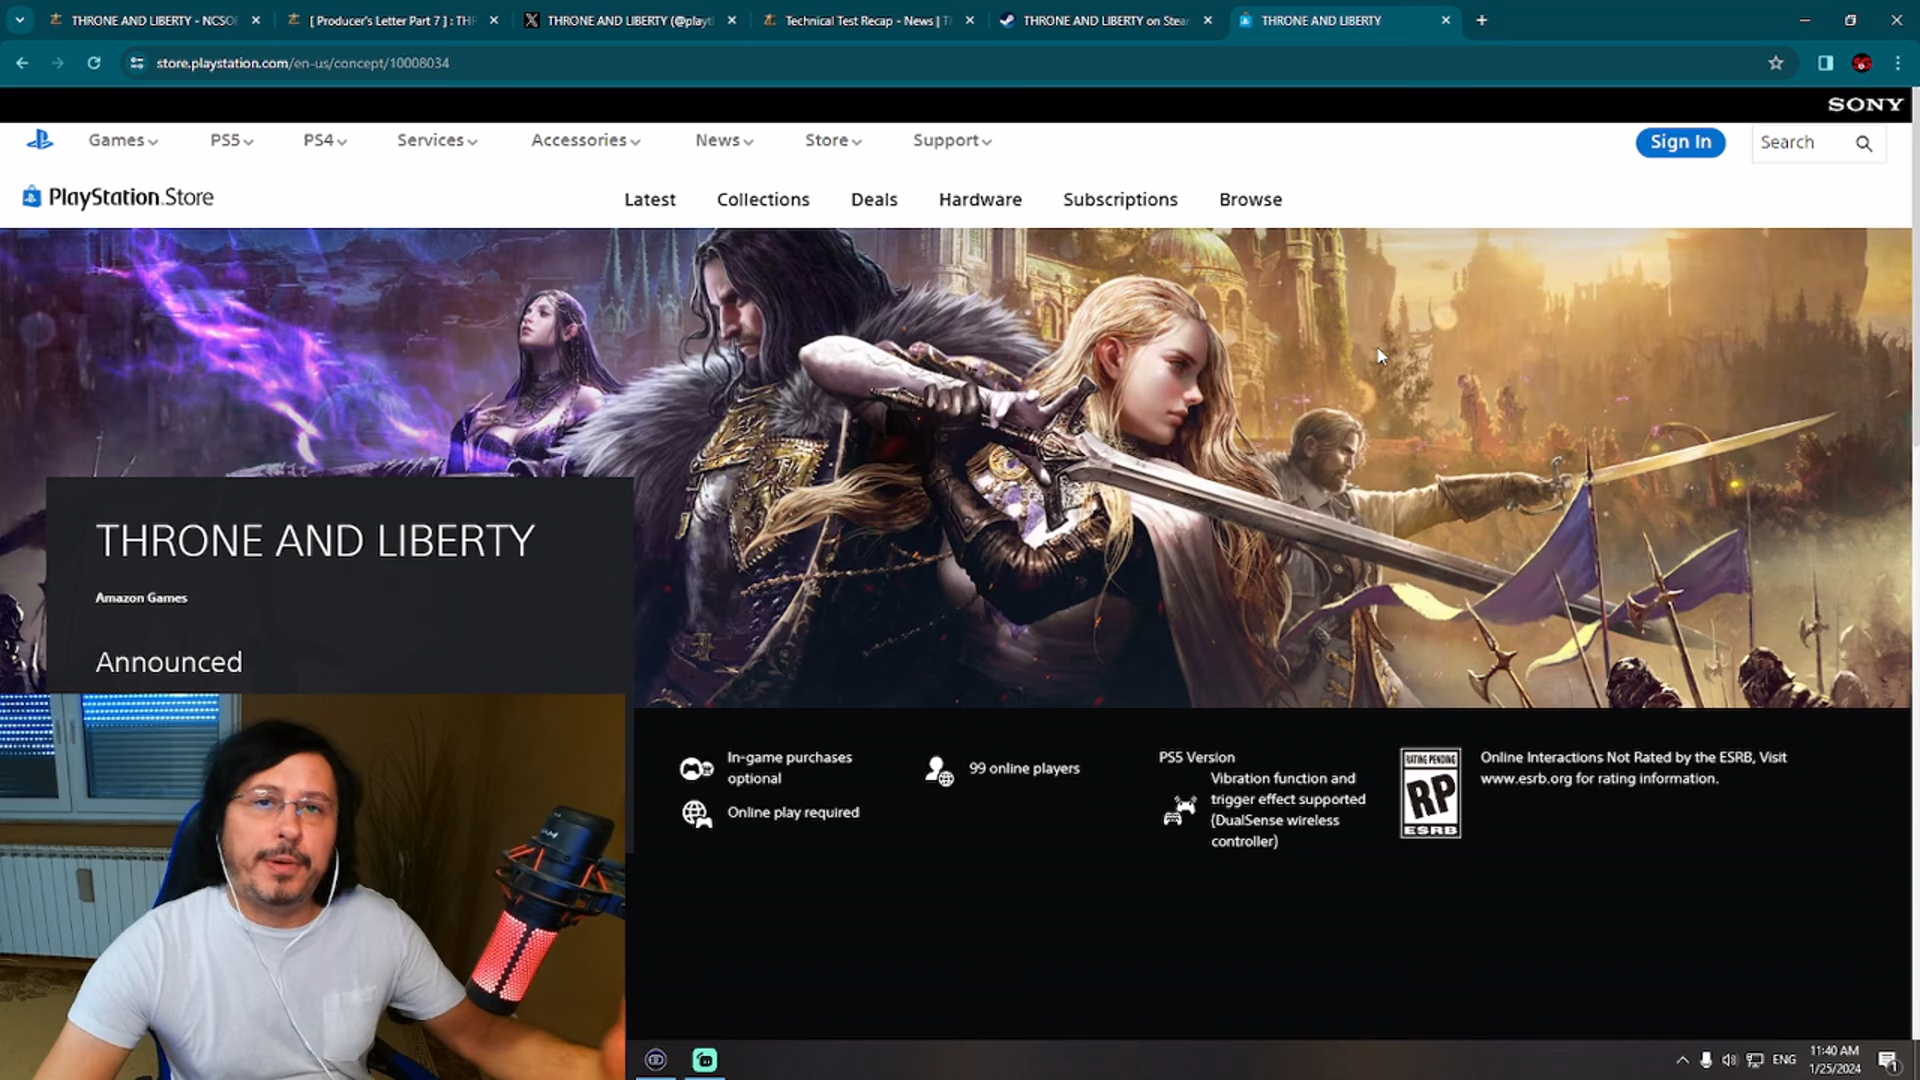 THRONE AND LIBERTY - NCSO
[ Producer's Letter Part 7 ] : TH
THRONE AND LIBERTY (@playt
Technical Test Recap - News | T
THRONE AND LIBERTY on Stea
THRONE AND LIBERTY
store.playstation.com/en-us/concept/10008034
SONY
Games PS5 PS4 Services Accessories News Store Support
Sign In
Search
PlayStation Store
Latest Collections Deals Hardware Subscriptions Browse
THRONE AND LIBERTY
Amazon Games
Announced
In-game purchases
optional
Online play required
99 online players
PS5 Version
Vibration function and
trigger effect supported
(DualSense wireless
controller)
RATING PENDING
RP
ESRB
Online Interactions Not Rated by the ESRB, Visit
www.esrb.org for rating information.
ENG
11:40 AM
1/25/2024
1